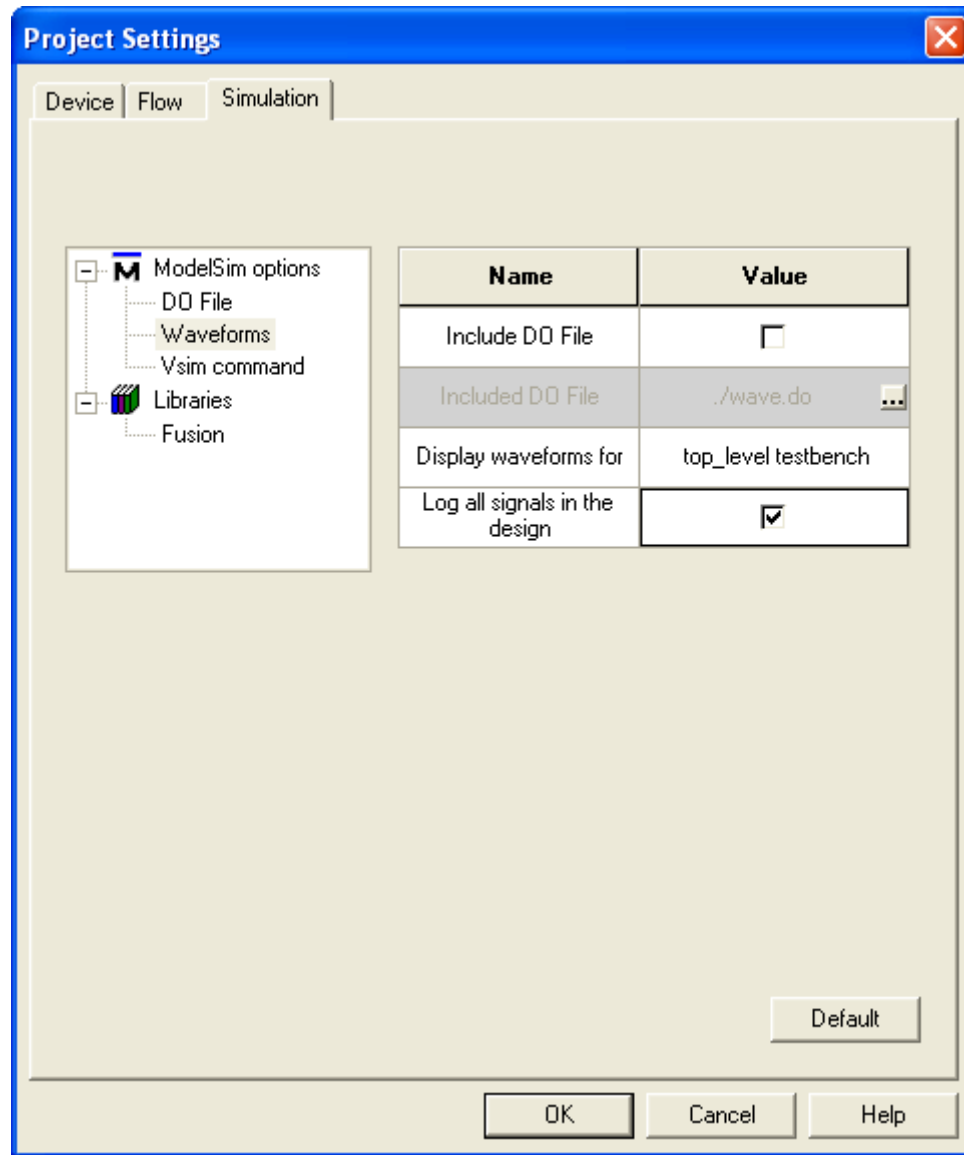 Project Settings
Device Flow Simulation
ModelSim options
DO File
Waveforms
Vsim command
Libraries
Fusion
Name Value
Include DO File
Included DO File ./wave.do ...
Display waveforms for top_level testbench
Log all signals in the
design
Default
OK Cancel Help